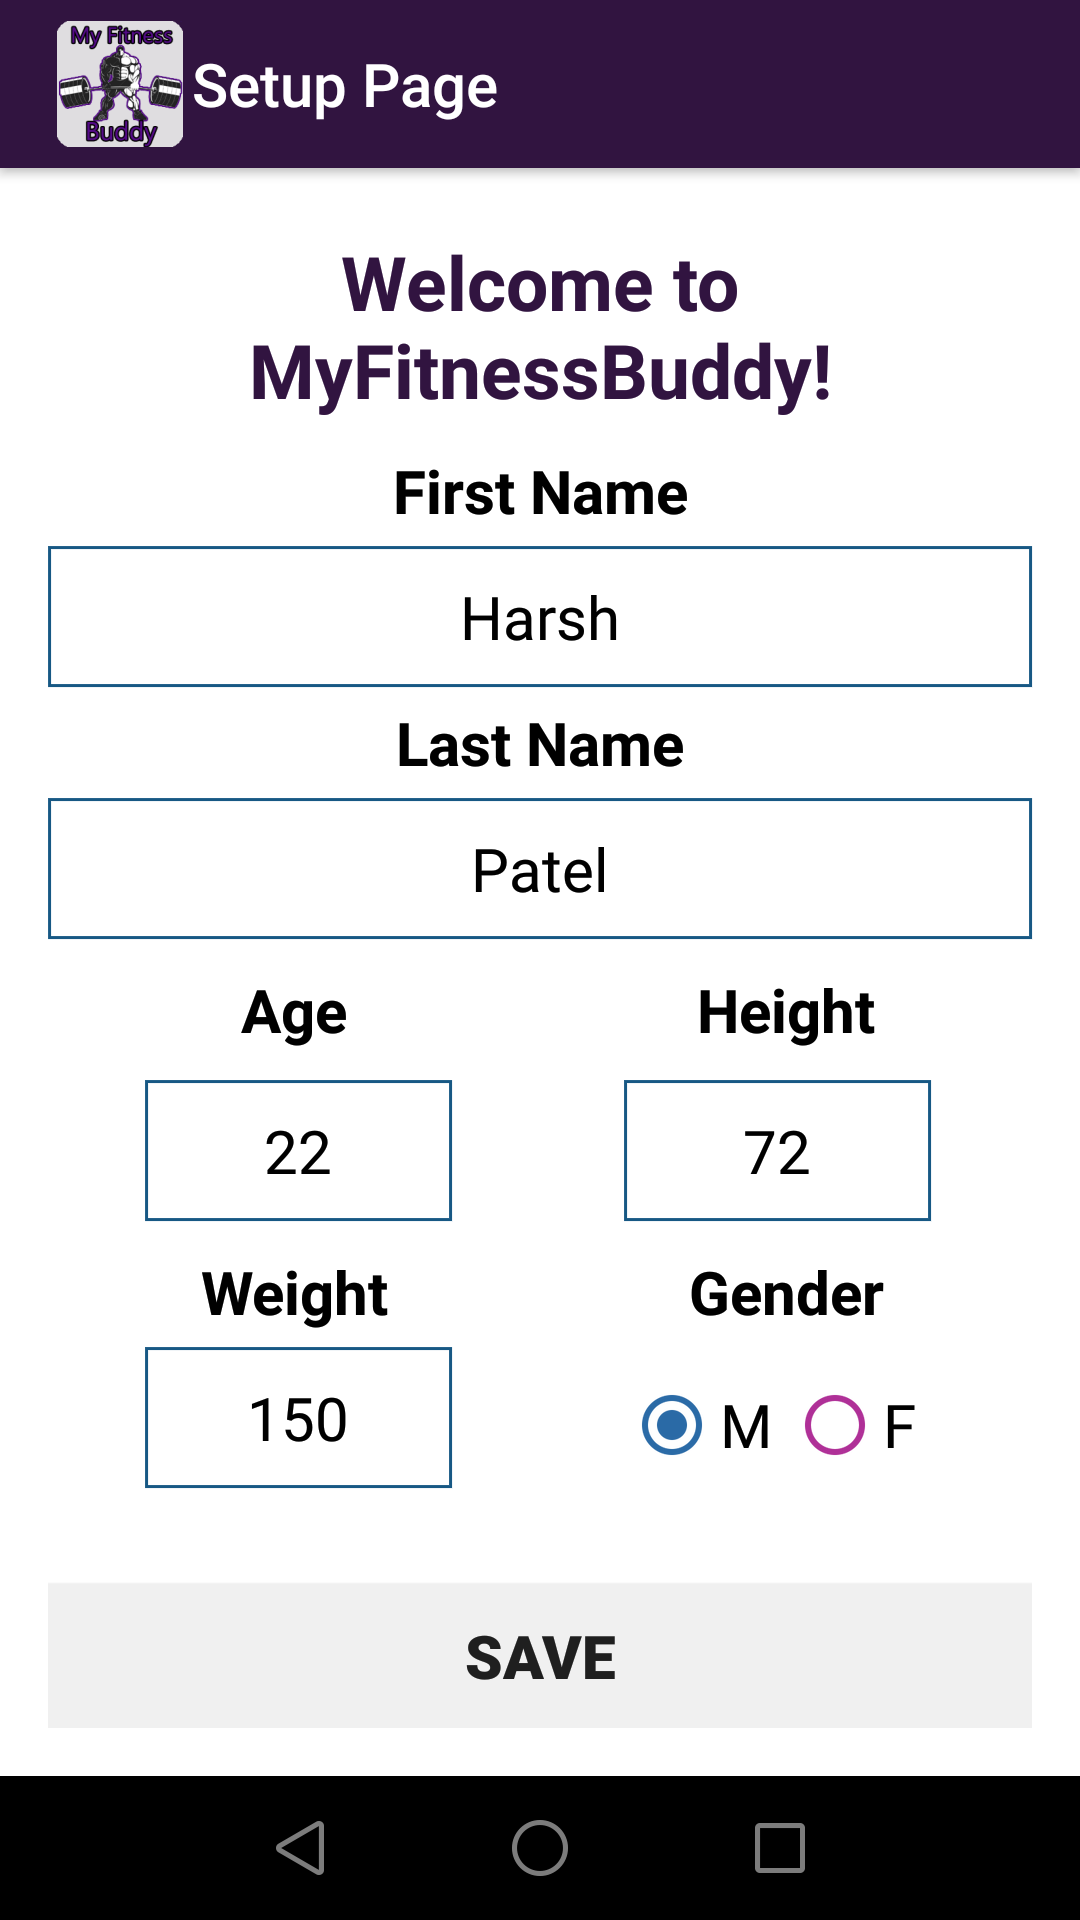 My Fitness
Buddy
Setup Page
Welcome to
MyFitnessBuddy!
First Name
Harsh
Last Name
Patel
Age Height
22 72
Weight Gender
150 M F
SAVE